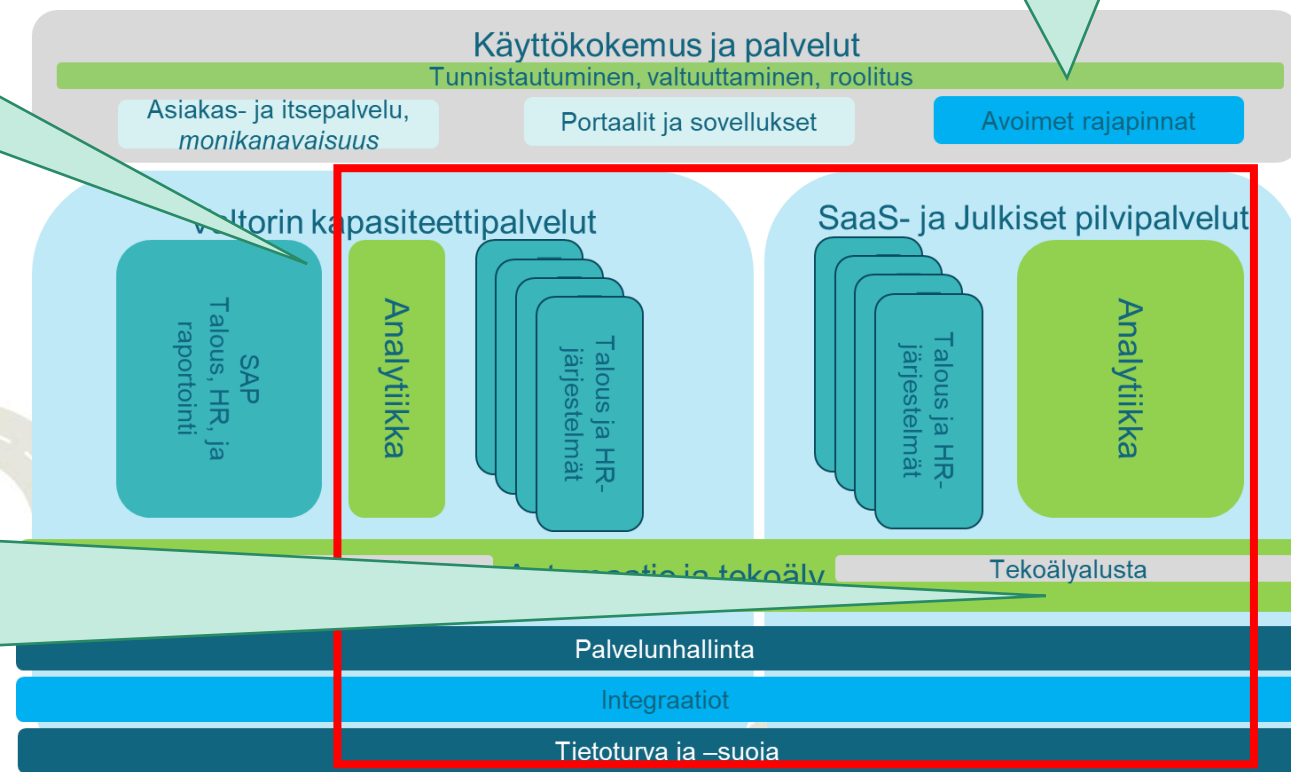 Käyttökokemus ja palvelut
Tunnistautuminen, valtuuttaminen, roolitus
Asiakas- ja itsepalvelu,
monikanavaisuus
Portaalit ja sovellukset
Avoimet rajapinnat
kapasiteettipalvelut
SaaS- ja Julkiset pilvipalvelut
SAP
Talous, HR, ja
raportointi
Analytiikka
Talous ja HR-
järjestelmät
Talous ja HR-
järjestelmät
Analytiikka
ja tekoäly
Tekoälyalusta
Palvelunhallinta
Integraatiot
Tietoturva ja –suoja